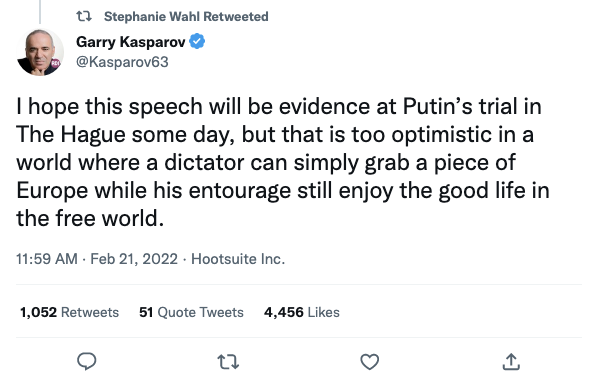 Stephanie Wahl Retweeted
Garry Kasparov
@Kasparov63
I hope this speech will be evidence at Putin’s trial in
The Hague some day, but that is too optimistic in a
world where a dictator can simply grab a piece of
Europe while his entourage still enjoy the good life in
the free world.
11:59 AM · Feb 21, 2022 · Hootsuite Inc.
1,052 Retweets 51 Quote Tweets 4,456 Likes